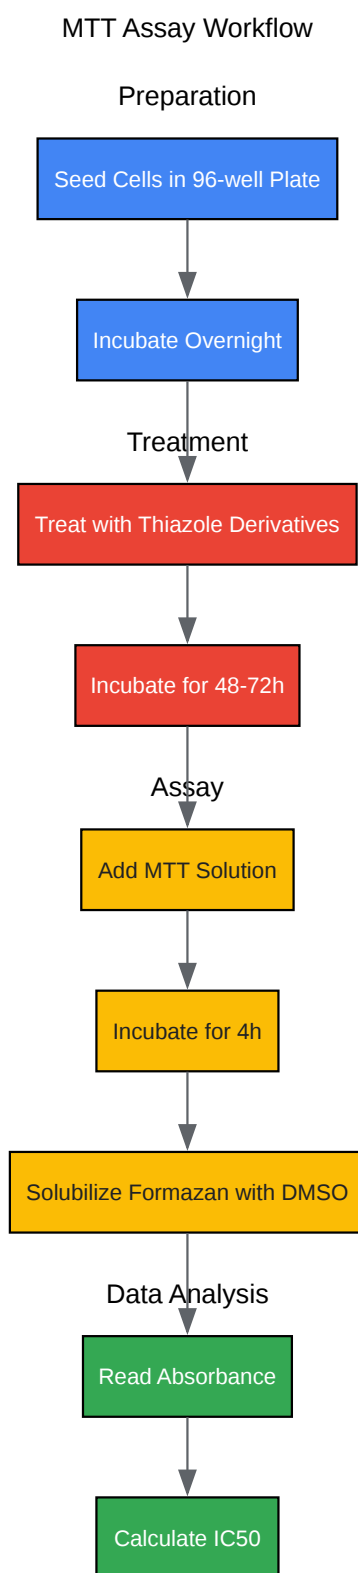 MTT Assay Workflow
Preparation
Seed Cells in 96-well Plate
Incubate Overnight
Treatment
Treat with Thiazole Derivatives
Incubate for 48-72h
Assay
Add MTT Solution
Incubate for 4h
Solubilize Formazan with DMSO
Data Analysis
Read Absorbance
Calculate IC50